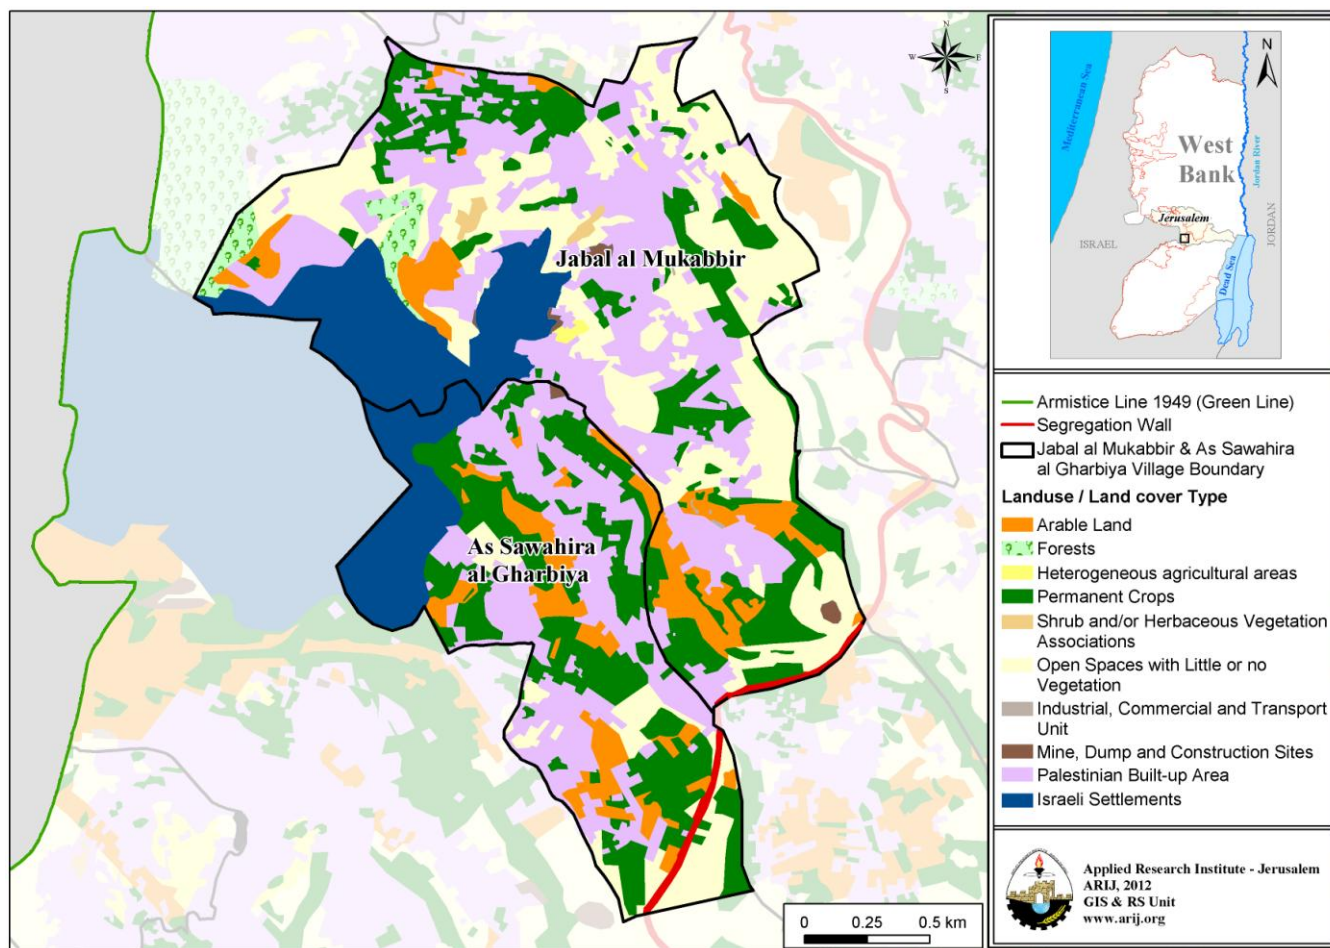 N
W
E
S
Jabal al Mukabbir
As Sawahira
al Gharbiya
0 0.25 0.5 km
N
Mediterranean Sea
West
Bank
Jordan River
Jerusalem
ISRAEL
JORDAN
Dead Sea
Armistice Line 1949 (Green Line)
Segregation Wall
Jabal al Mukabbir & As Sawahira
al Gharbiya Village Boundary
Landuse / Land cover Type
Arable Land
Forests
Heterogeneous agricultural areas
Permanent Crops
Shrub and/or Herbaceous Vegetation
Associations
Open Spaces with Little or no
Vegetation
Industrial, Commercial and Transport
Unit
Mine, Dump and Construction Sites
Palestinian Built-up Area
Israeli Settlements
Applied Research Institute - Jerusalem
ARIJ, 2012
GIS & RS Unit
www.arij.org